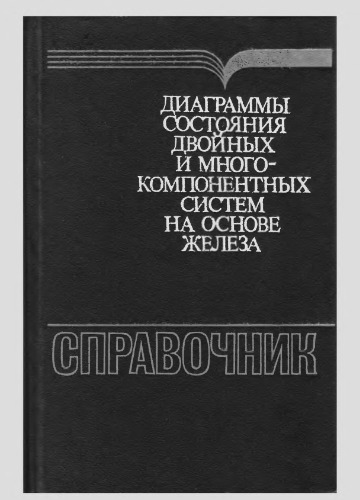 ДИАГРАММЫ
СОСТОЯНИЯ
ДВОЙНЫХ
И МНОГО-
КОМПОНЕНТНЫХ
СИСТЕМ
НА ОСНОВЕ
ЖЕЛЕЗА
СПРАВОЧНИК